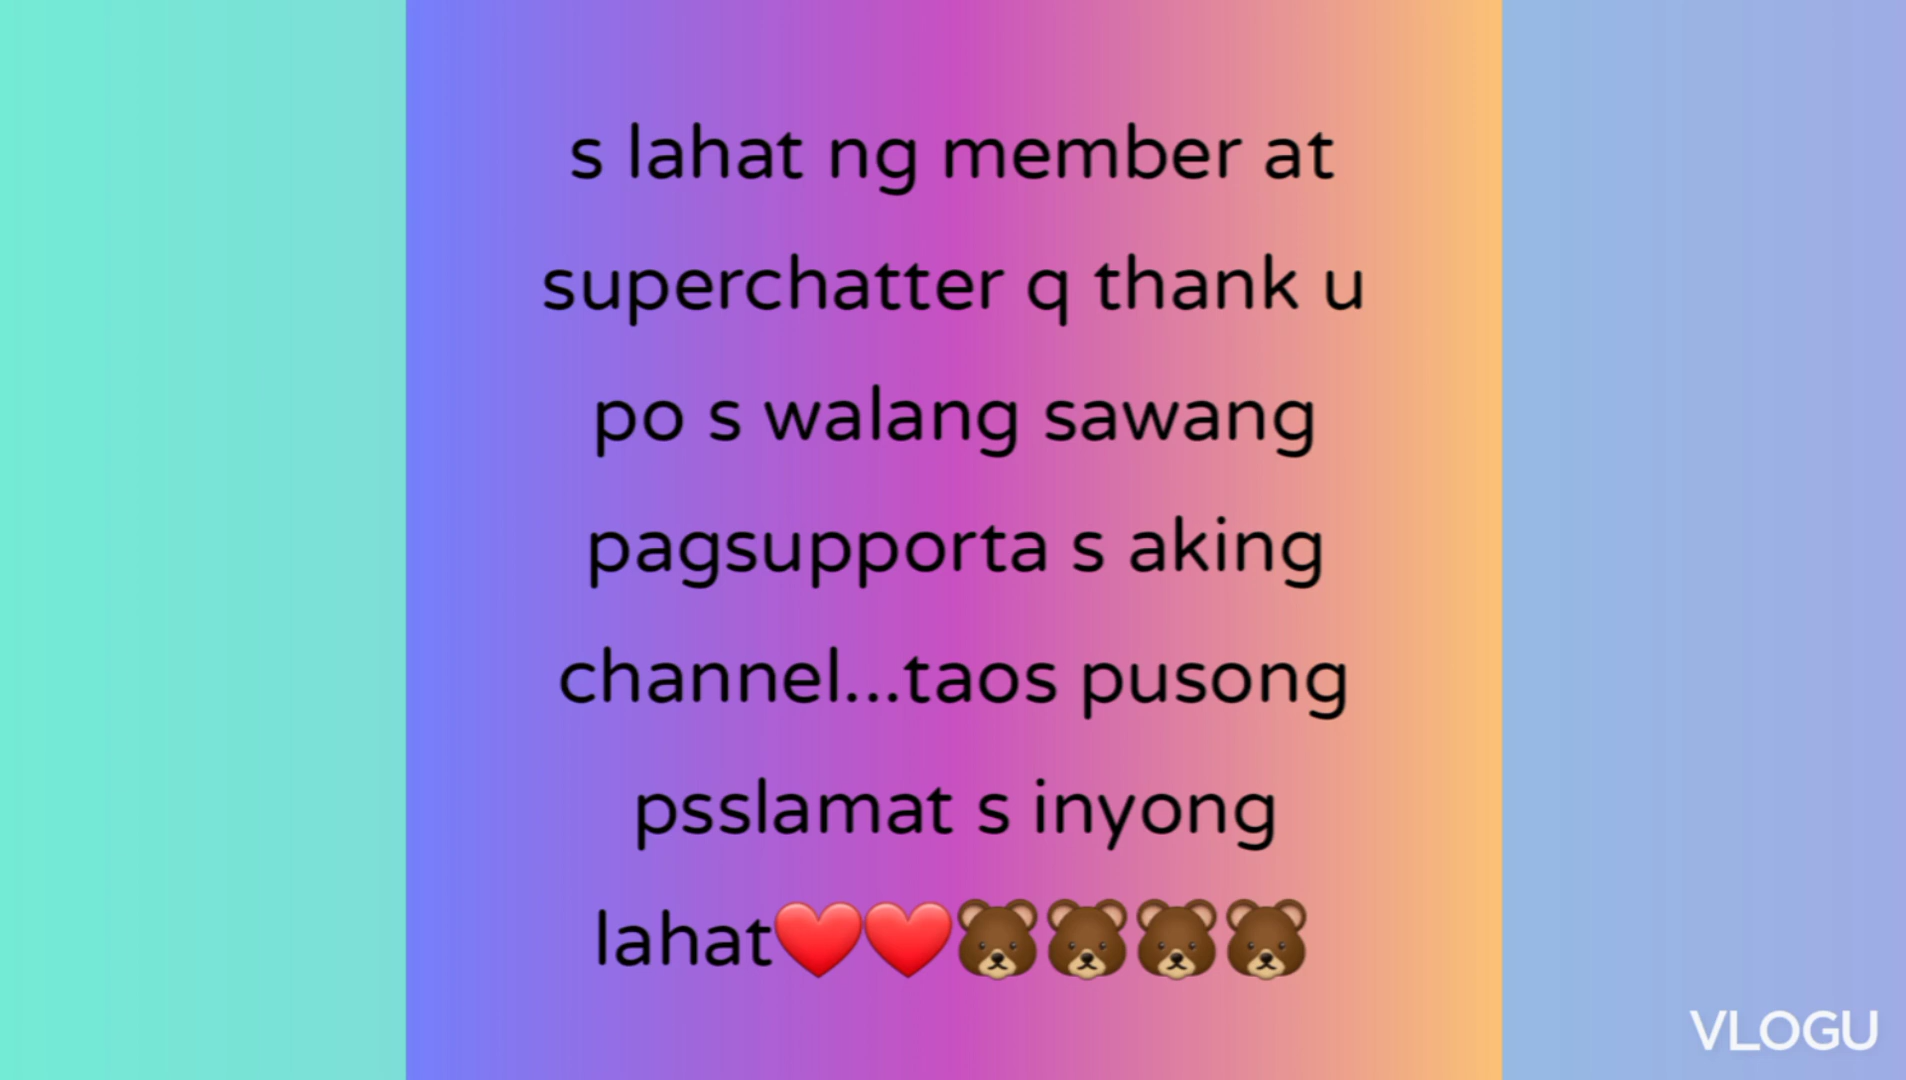 s lahat ng member at
superchatter q thank u
po s walang sawang
pagsupporta s aking
channel...taos pusong
psslamat s inyong
lahat❤️❤️🐻🐻🐻🐻
VLOGU